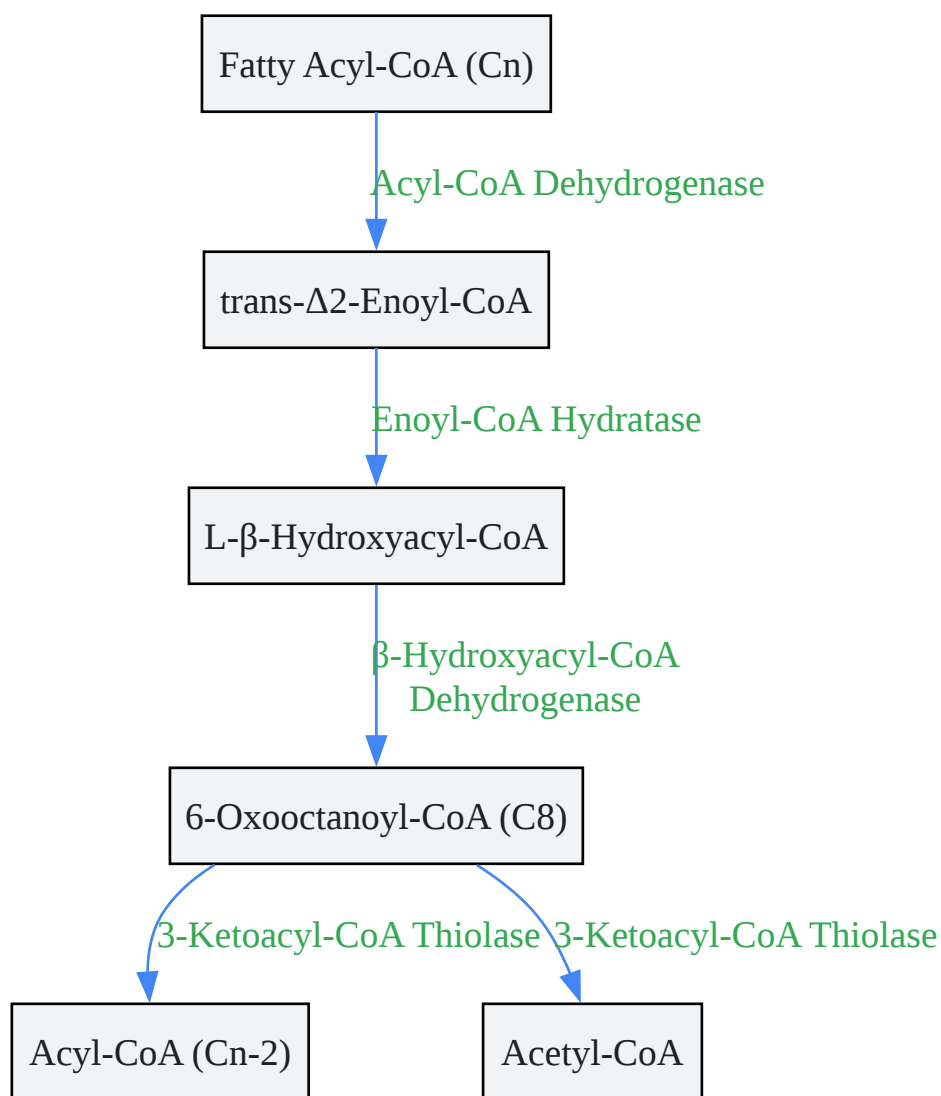 Fatty Acyl-CoA (Cn)
Acyl-CoA Dehydrogenase
trans-Δ2-Enoyl-CoA
Enoyl-CoA Hydratase
L-β-Hydroxyacyl-CoA
β-Hydroxyacyl-CoA
Dehydrogenase
6-Oxooctanoyl-CoA (C8)
3-Ketoacyl-CoA Thiolase
3-Ketoacyl-CoA Thiolase
Acyl-CoA (Cn-2)
Acetyl-CoA